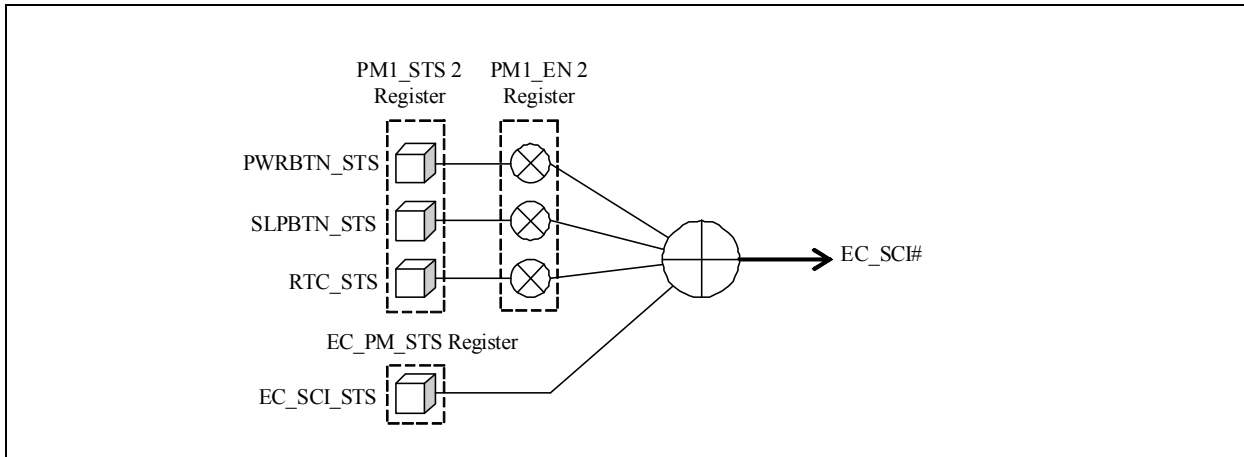 PM1_STS 2
Register
PM1_EN 2
Register
PWRBTN_STS
SLPBTN_STS
RTC_STS
EC_SCI#
EC_PM_STS Register
EC_SCI_STS